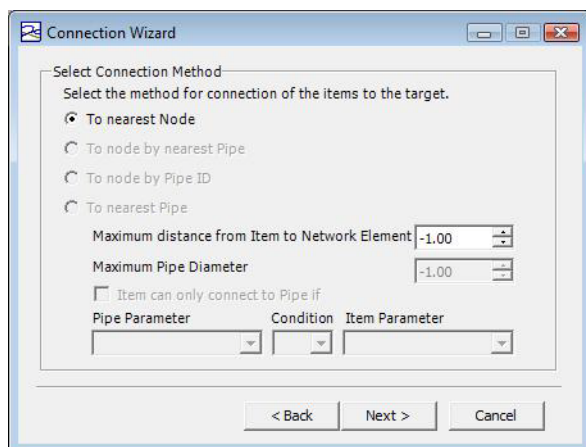 Connection Wizard
Select Connection Method
Select the method for connection of the items to the target.
To nearest Node
To node by nearest Pipe
To node by Pipe ID
To nearest Pipe
Maximum distance from Item to Network Element -1.00
Maximum Pipe Diameter -1.00
Item can only connect to Pipe if
Pipe Parameter Condition Item Parameter
< Back Next > Cancel